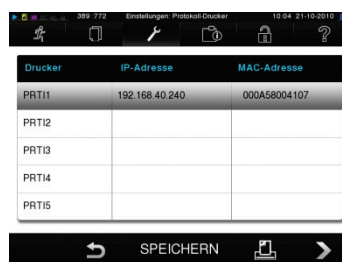 389 :772 Einstellungen: Protokoll-Drucker 10:04 21-10-2010
Drucker IP-Adresse MAC-Adresse
PRTI1 192.168.40.240 000A58004107
PRTI2
PRTI3
PRTI4
PRTI5
SPEICHERN